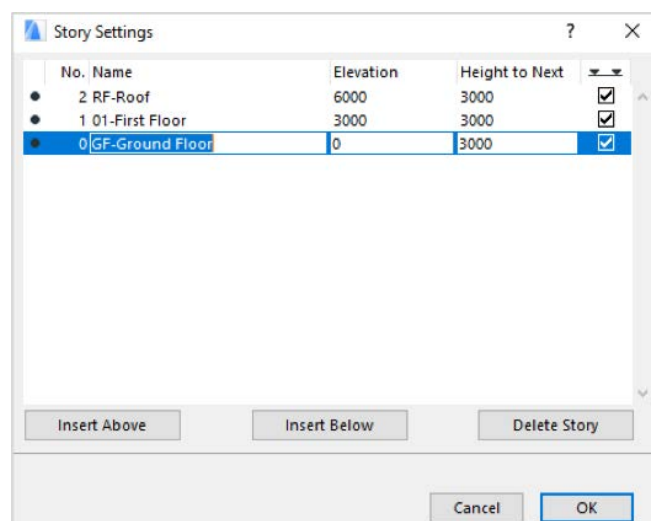 Story Settings ?
No. Name Elevation Height to Next
2 RF-Roof 6000 3000
1 01-First Floor 3000 3000
0 GF-Ground Floor 0 3000
Insert Above Insert Below Delete Story
Cancel OK